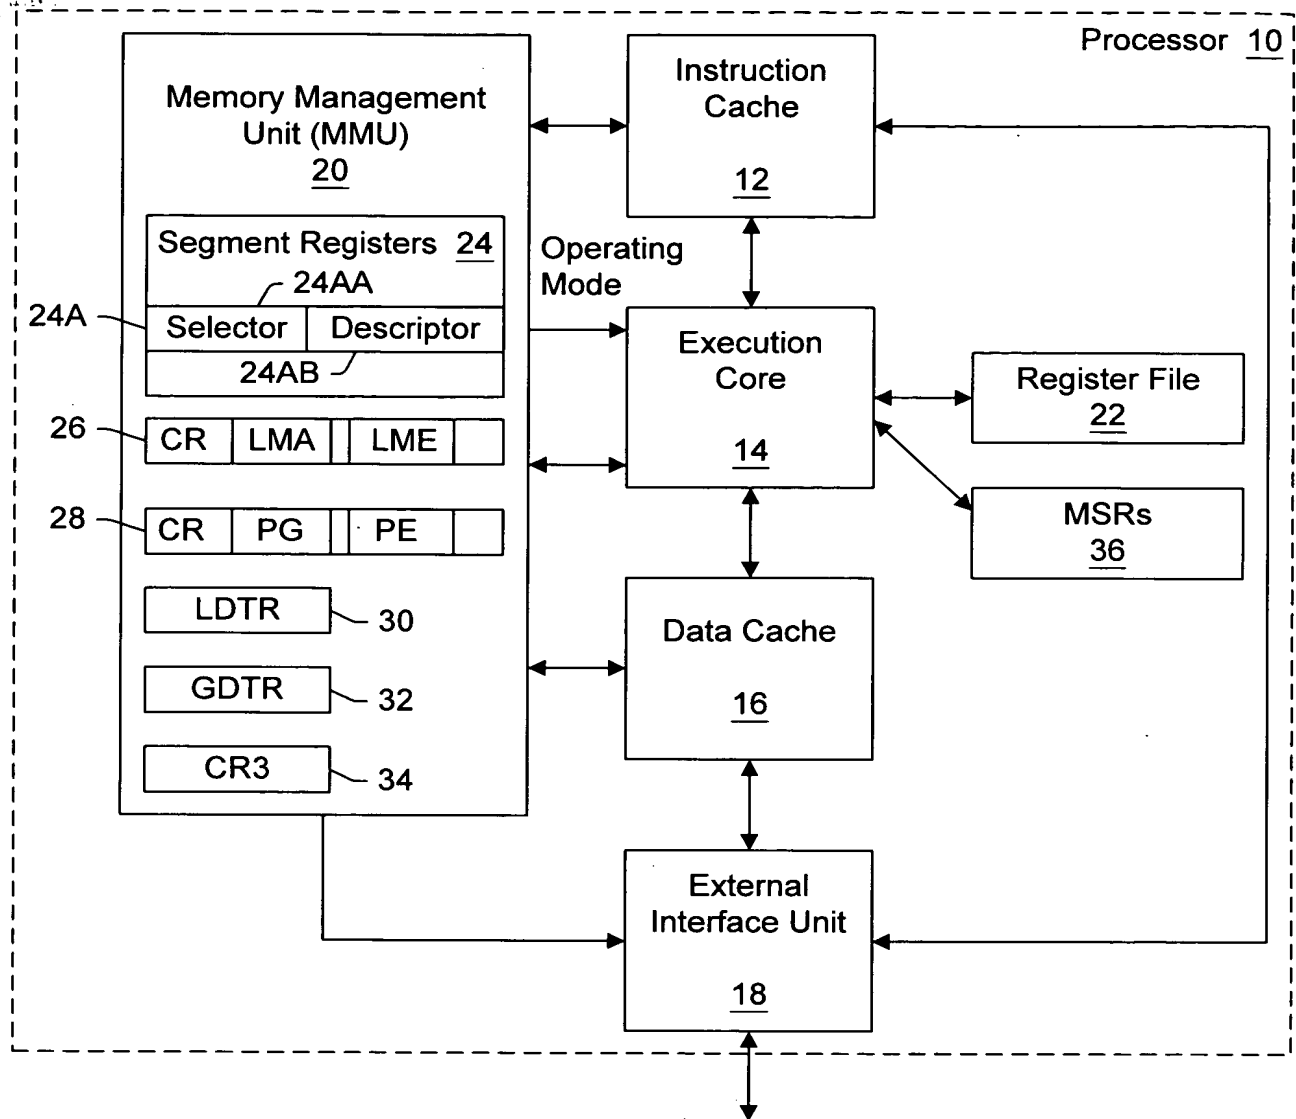 Processor 10
Memory Management
Unit (MMU)
20
Segment Registers 24
24AA
24A
Selector
Descriptor
24AB
26
CR
LMA
LME
28
CR
PG
PE
LDTR
30
GDTR
32
CR3
34
Instruction
Cache
12
Operating
Mode
Execution
Core
14
Register File
22
MSRs
36
Data Cache
16
External
Interface Unit
18